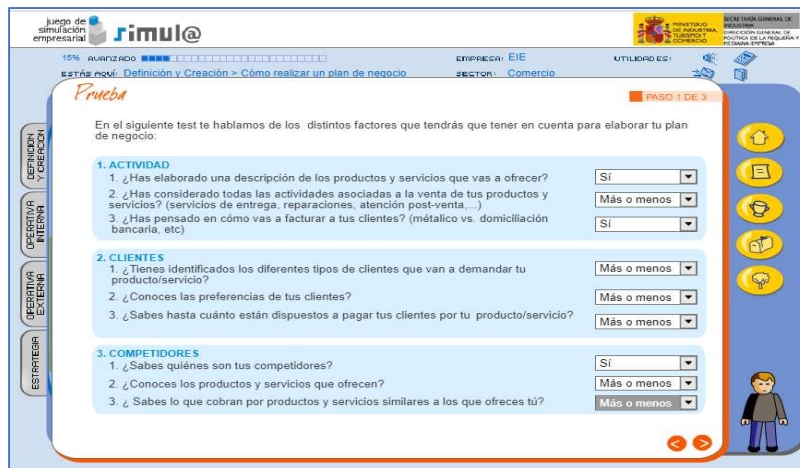 juego de
simulación
empresarial
simul@
MINISTERIO
DE INDUSTRIA,
TURISMO Y
COMERCIO
SECRETARÍA GENERAL DE
INDUSTRIA
DIRECCIÓN GENERAL DE
POLÍTICA DE LA PEQUEÑA Y
MEDIANA EMPRESA
15% AVANZADO
EMPRESA: EIE
UTILIDADES:
ESTÁS AQUÍ: Definición y Creación > Cómo realizar un plan de negocio
SECTOR: Comercio
Prueba
PASO 1 DE 3
En el siguiente test te hablamos de los distintos factores que tendrás que tener en cuenta para elaborar tu plan
de negocio:
1. ACTIVIDAD
1. ¿Has elaborado una descripción de los productos y servicios que vas a ofrecer?
Sí
2. ¿Has considerado todas las actividades asociadas a la venta de tus productos y
servicios? (servicios de entrega, reparaciones, atención post-venta,...)
Más o menos
3. ¿Has pensado en cómo vas a facturar a tus clientes? (métalico vs. domiciliación
bancaria, etc)
Sí
2. CLIENTES
1. ¿Tienes identificados los diferentes tipos de clientes que van a demandar tu
producto/servicio?
Más o menos
2. ¿Conoces las preferencias de tus clientes?
Más o menos
3. ¿Sabes hasta cuánto están dispuestos a pagar tus clientes por tu producto/servicio?
Más o menos
3. COMPETIDORES
1. ¿Sabes quiénes son tus competidores?
Sí
2. ¿Conoces los productos y servicios que ofrecen?
Más o menos
3. ¿ Sabes lo que cobran por productos y servicios similares a los que ofreces tú?
Más o menos
DEFINICION
Y CREACION
OPERATIVA
INTERNA
OPERATIVA
EXTERNA
ESTRATEGIA